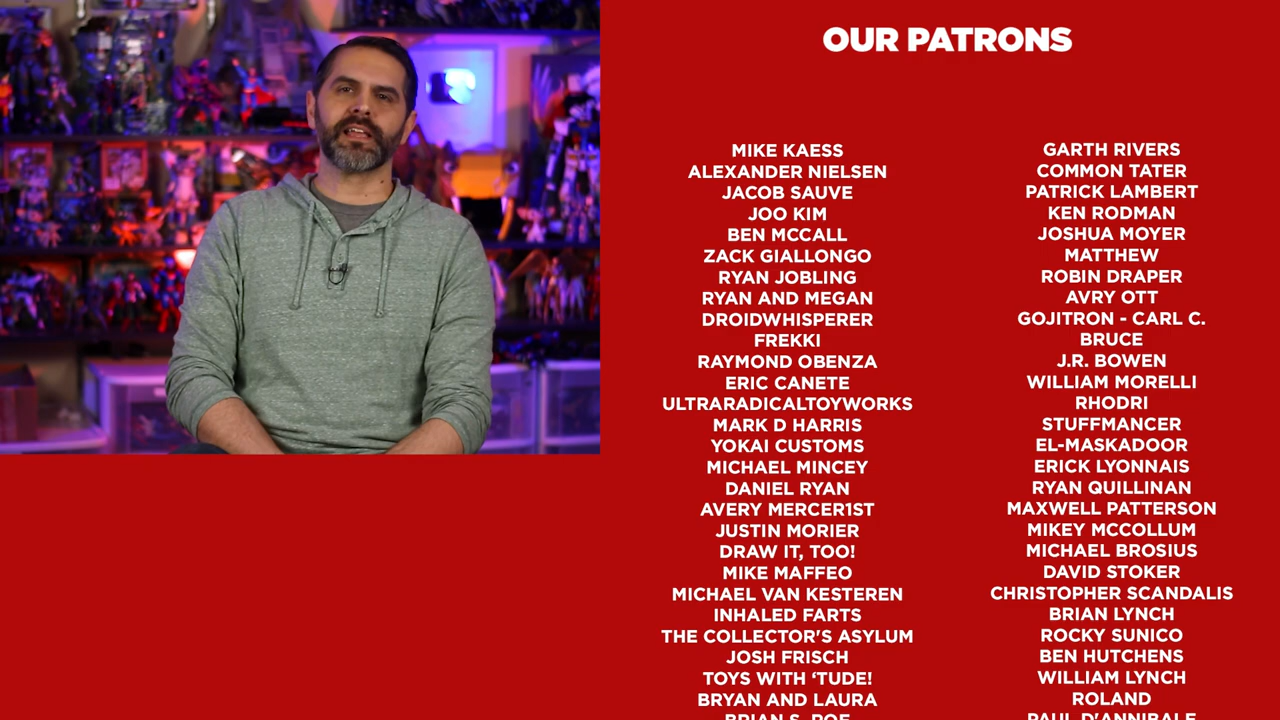 OUR PATRONS
MIKE KAESS
ALEXANDER NIELSEN
JACOB SAUVE
JOO KIM
BEN MCCALL
ZACK GIALLONGO
RYAN JOBLING
RYAN AND MEGAN
DROIDWHISPERER
FREKKI
RAYMOND OBENZA
ERIC CANETE
ULTRARADICALTOYWORKS
MARK D HARRIS
YOKAI CUSTOMS
MICHAEL MINCEY
DANIEL RYAN
AVERY MERCER1ST
JUSTIN MORIER
DRAW IT, TOO!
MIKE MAFFEO
MICHAEL VAN KESTEREN
INHALED FARTS
THE COLLECTOR'S ASYLUM
JOSH FRISCH
TOYS WITH ‘TUDE!
BRYAN AND LAURA
BRIAN S. POE
GARTH RIVERS
COMMON TATER
PATRICK LAMBERT
KEN RODMAN
JOSHUA MOYER
MATTHEW
ROBIN DRAPER
AVRY OTT
GOJITRON - CARL C.
BRUCE
J.R. BOWEN
WILLIAM MORELLI
RHODRI
STUFFMANCER
EL-MASKADOOR
ERICK LYONNAIS
RYAN QUILLINAN
MAXWELL PATTERSON
MIKEY MCCOLLUM
MICHAEL BROSIUS
DAVID STOKER
CHRISTOPHER SCANDALIS
BRIAN LYNCH
ROCKY SUNICO
BEN HUTCHENS
WILLIAM LYNCH
ROLAND
PAUL D'ANNIBALE